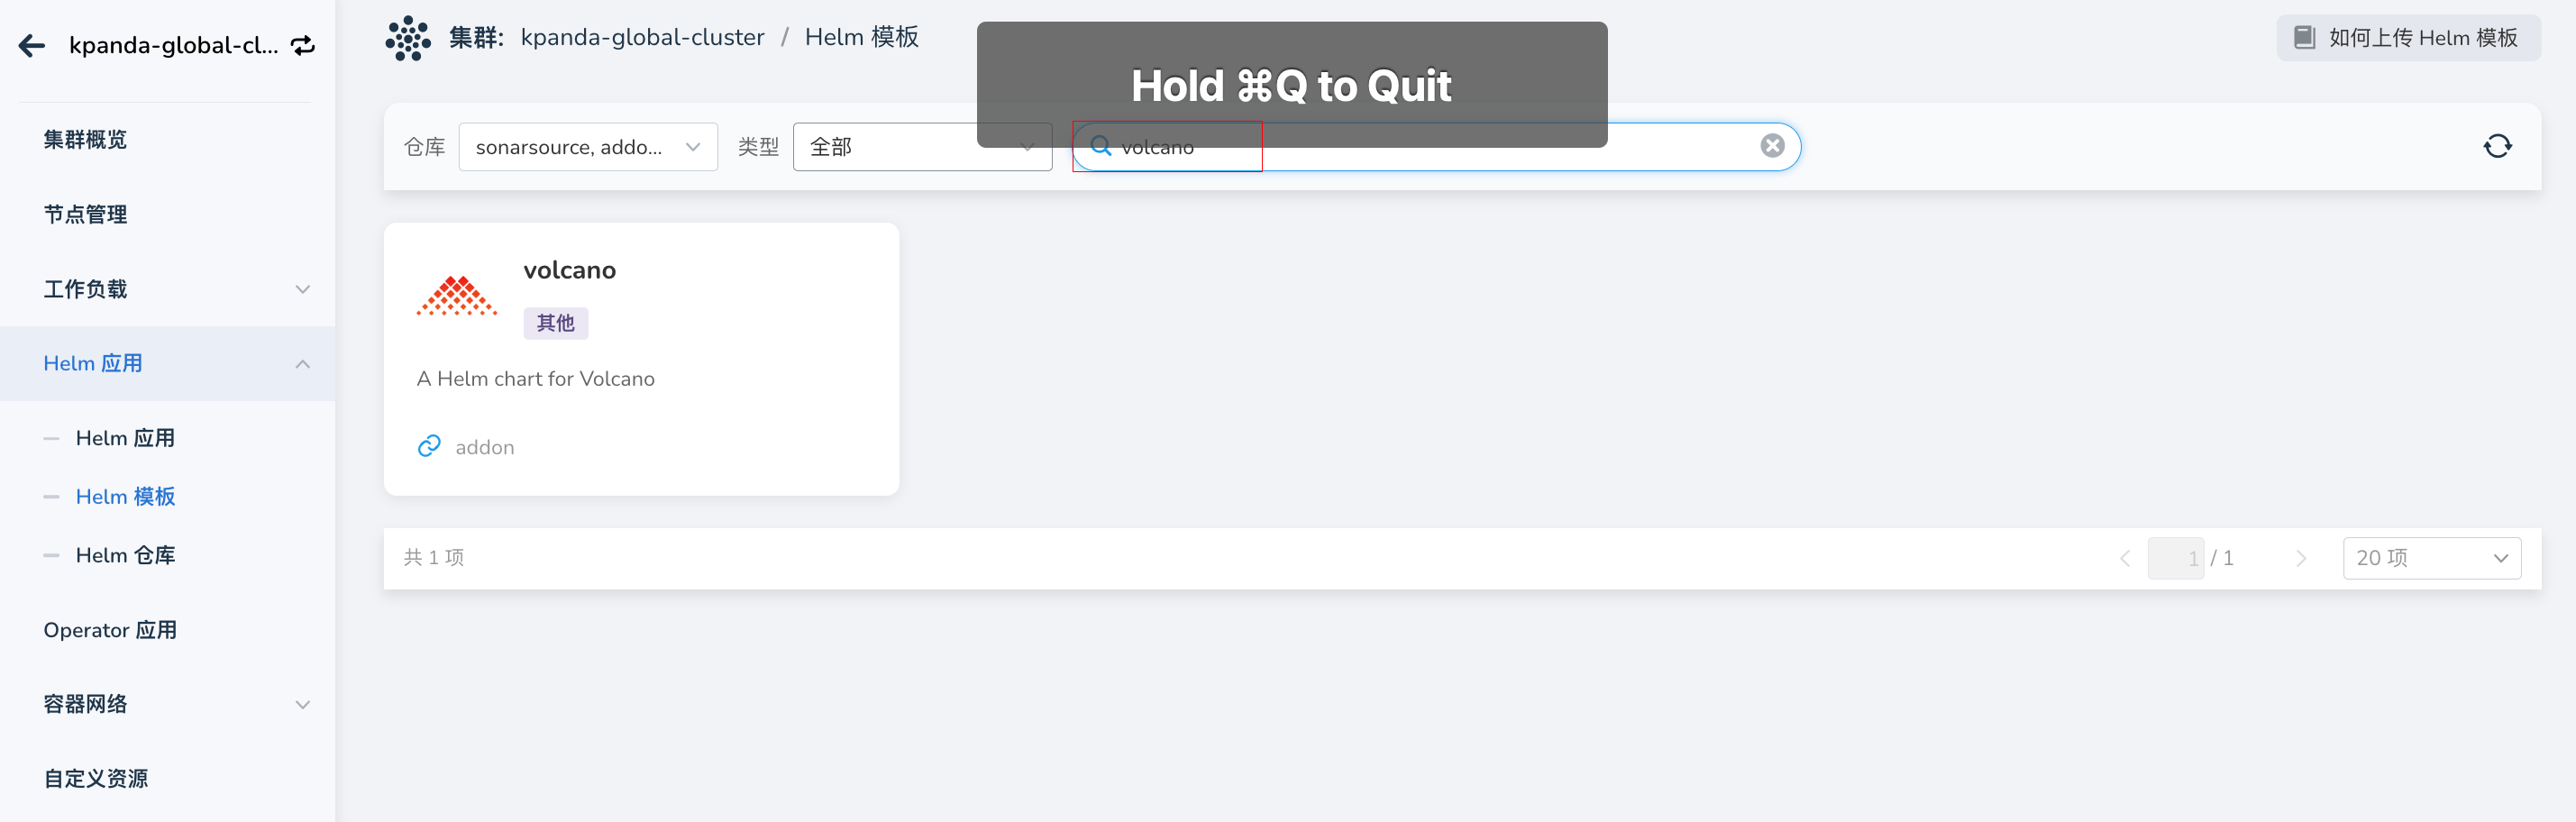 kpanda-global-cl...
集群概览
节点管理
工作负载
Helm 应用
Helm 应用
Helm 模板
Helm 仓库
Operator 应用
容器网络
自定义资源
集群: kpanda-global-cluster / Helm 模板
Hold ⌘Q to Quit
如何上传 Helm 模板
仓库 sonarsource, addo... 类型 全部 volcano
volcano
其他
A Helm chart for Volcano
addon
共 1 项
1 / 1
20 项